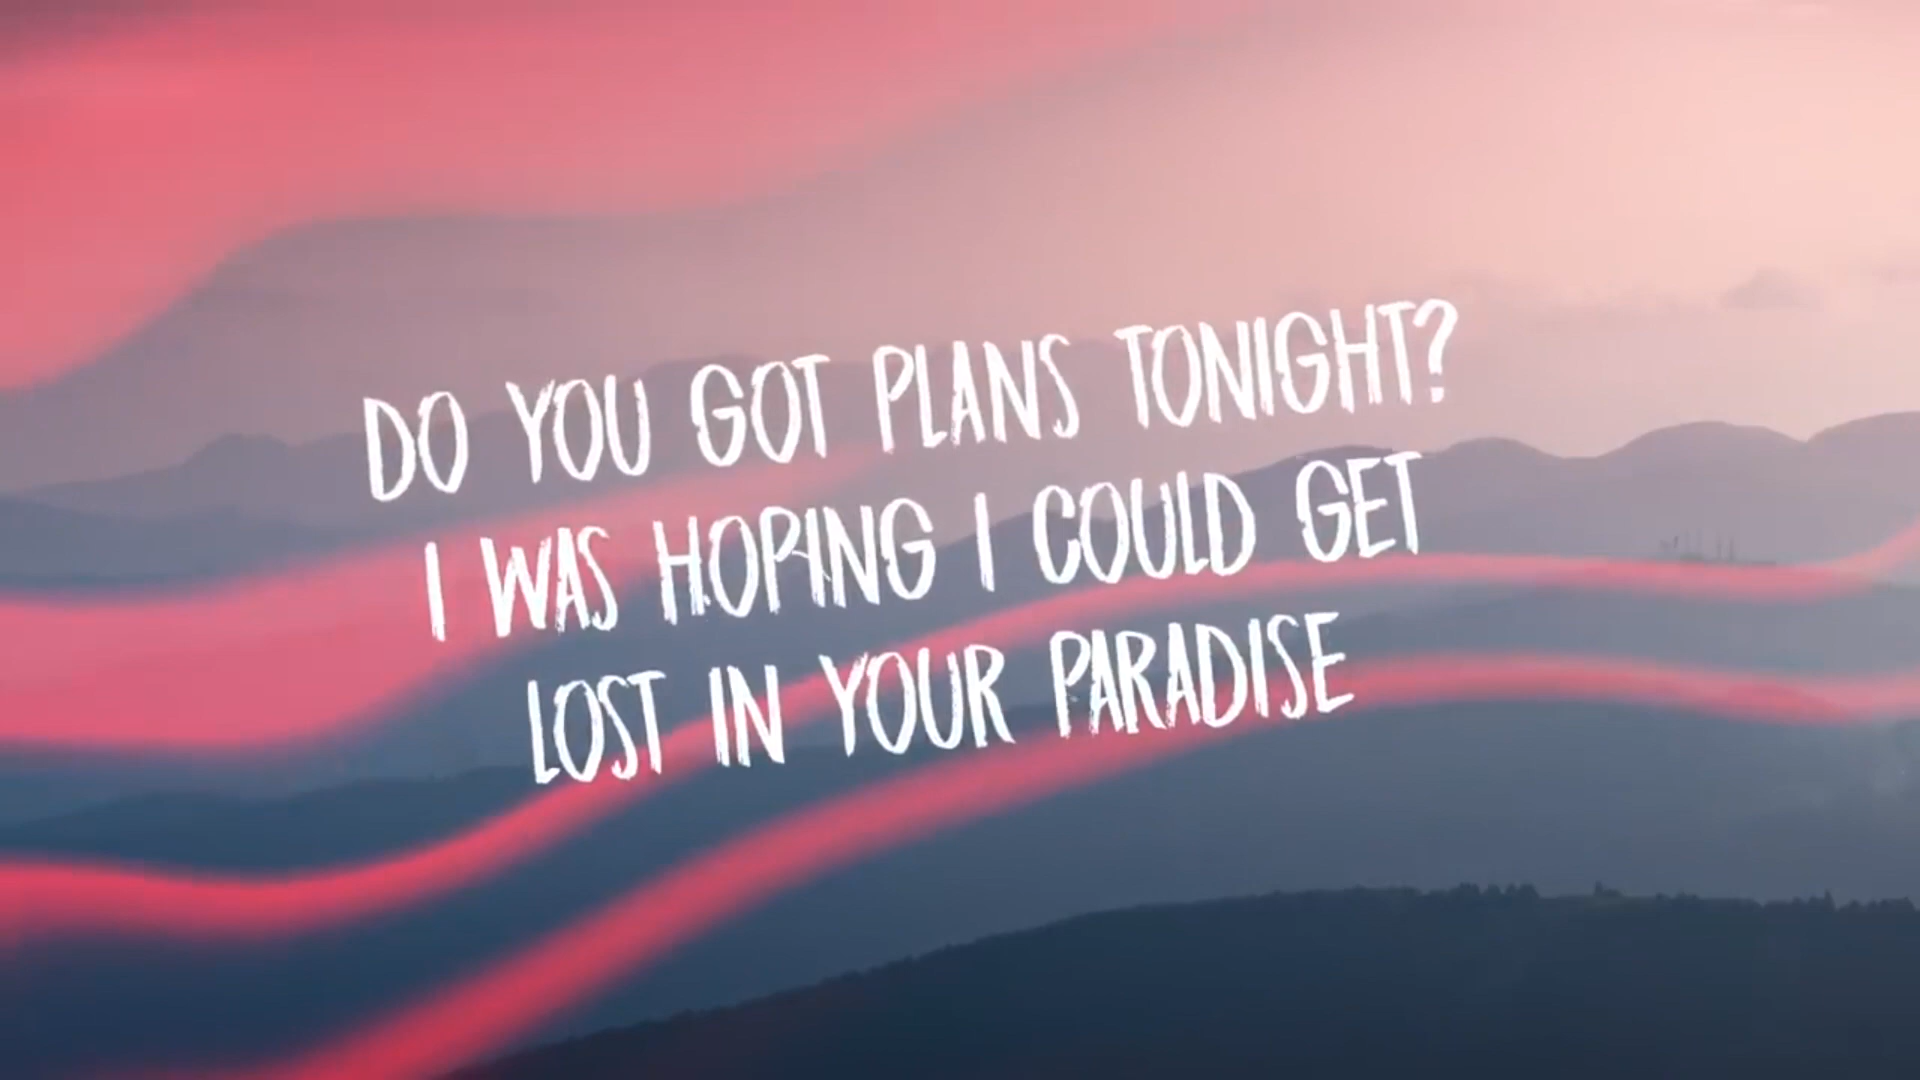 DO YOU GOT PLANS TONIGHT?
I WAS HOPING I COULD GET
LOST IN YOUR PARADISE